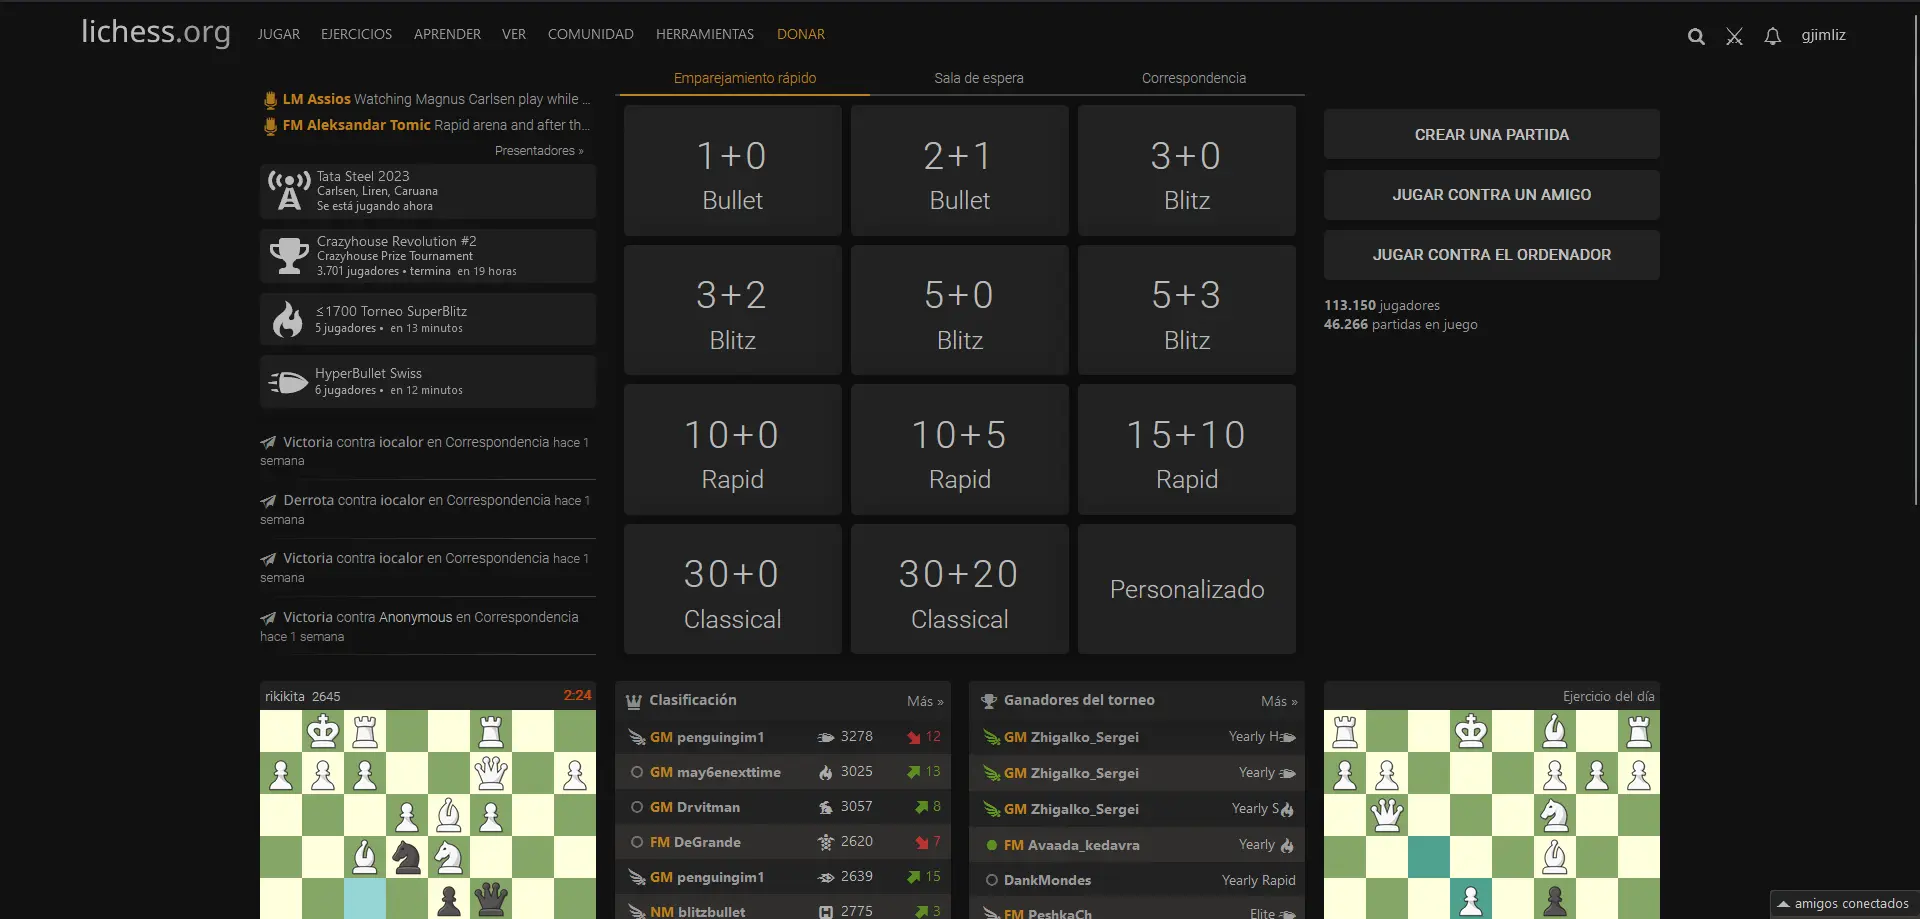 lichess.org
JUGAR EJERCICIOS APRENDER VER COMUNIDAD HERRAMIENTAS DONAR
gjimliz
LM Assios Watching Magnus Carlsen play while ...
FM Aleksandar Tomic Rapid arena and after th...
Presentadores »
Tata Steel 2023
Carlsen, Liren, Caruana
Se está jugando ahora
Crazyhouse Revolution #2
Crazyhouse Prize Tournament
3.701 jugadores • termina en 19 horas
≤1700 Torneo SuperBlitz
5 jugadores • en 13 minutos
HyperBullet Swiss
6 jugadores • en 12 minutos
Victoria contra iocalor en Correspondencia hace 1
semana
Derrota contra iocalor en Correspondencia hace 1
semana
Victoria contra iocalor en Correspondencia hace 1
semana
Victoria contra Anonymous en Correspondencia
hace 1 semana
Emparejamiento rápido Sala de espera Correspondencia
1+0 2+1 3+0
Bullet Bullet Blitz
3+2 5+0 5+3
Blitz Blitz Blitz
10+0 10+5 15+10
Rapid Rapid Rapid
30+0 30+20
Classical Classical Personalizado
CREAR UNA PARTIDA
JUGAR CONTRA UN AMIGO
JUGAR CONTRA EL ORDENADOR
113.150 jugadores
46.266 partidas en juego
rikikita 2645 2:24
Clasificación Más »
GM penguingim1 3278 12
GM may6enexttime 3025 13
GM Drvitman 3057 8
FM DeGrande 2620 7
GM penguingim1 2639 15
NM blitzbullet 2775 3
Ganadores del torneo Más »
GM Zhigalko_Sergei Yearly H
GM Zhigalko_Sergei Yearly
GM Zhigalko_Sergei Yearly S
FM Avaada_kedavra Yearly
DankMondes Yearly Rapid
FM PeshkaCh Elite
Ejercicio del día
amigos conectados